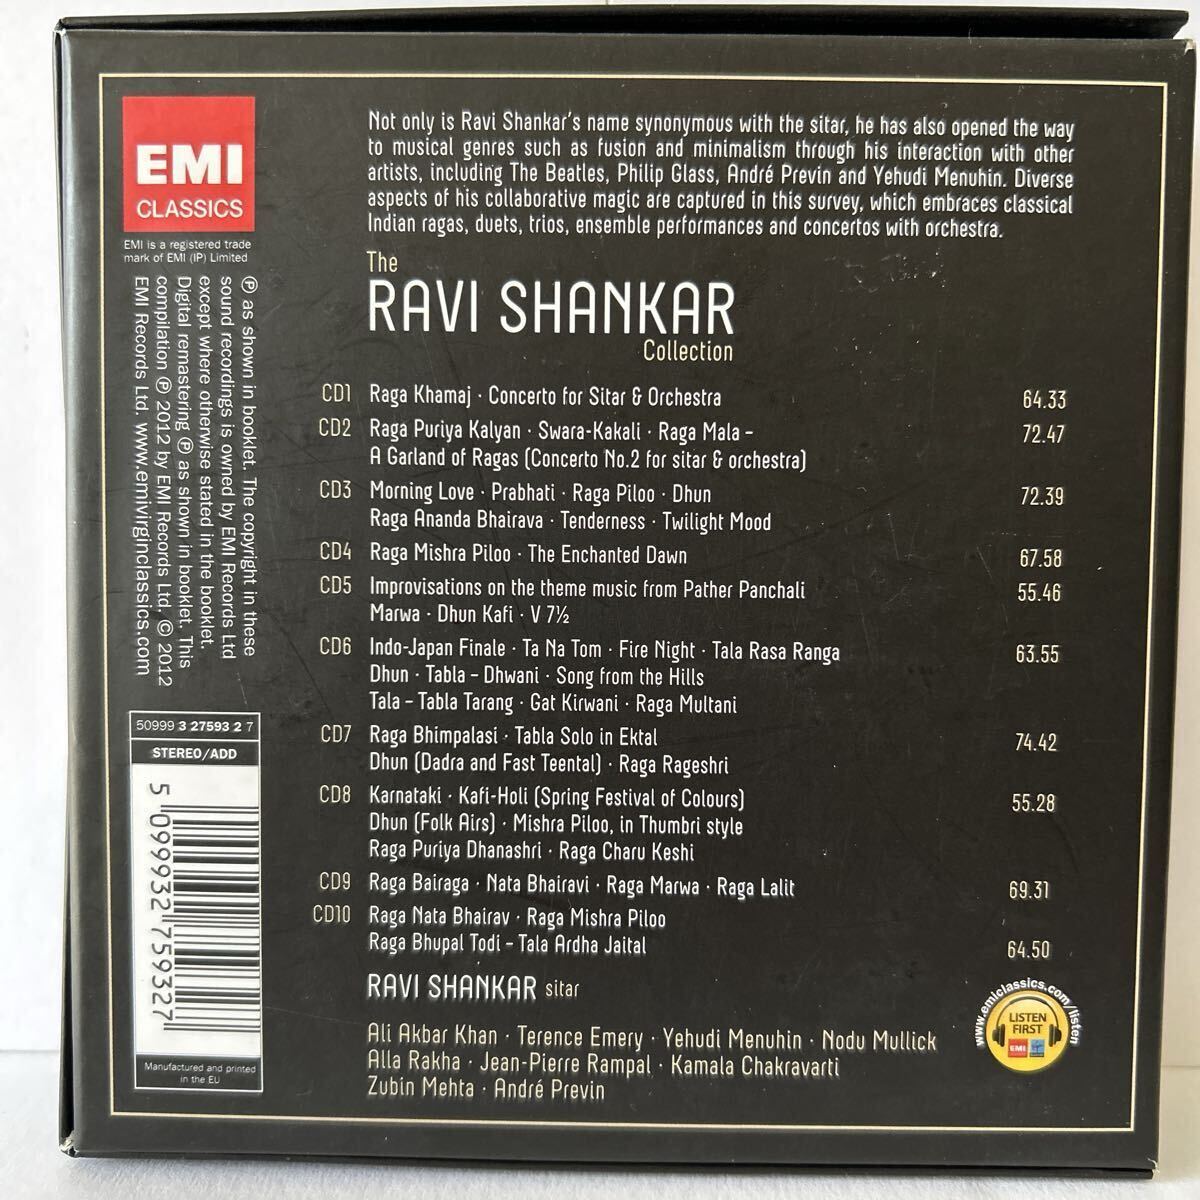 EMI
CLASSICS
EMI is a registered trade
mark of EMI (IP) Limited
℗ as shown in booklet. The copyright in these
sound recordings is owned by EMI Records Ltd
except where otherwise stated in the booklet.
Digital remastering ℗ as shown in booklet. This
compilation ℗ 2012 by EMI Records Ltd. © 2012
EMI Records Ltd. www.emivirginclassics.com
50999 3 27593 2 7
STEREO/ADD
5 099932 759327
Manufactured and printed
in the EU
Not only is Ravi Shankar's name synonymous with the sitar, he has also opened the way
to musical genres such as fusion and minimalism through his interaction with other
artists, including The Beatles, Philip Glass, André Previn and Yehudi Menuhin. Diverse
aspects of his collaborative magic are captured in this survey, which embraces classical
Indian ragas, duets, trios, ensemble performances and concertos with orchestra.
The
RAVI SHANKAR
Collection
CD1 Raga Khamaj · Concerto for Sitar & Orchestra 64.33
CD2 Raga Puriya Kalyan · Swara-Kakali · Raga Mala – 72.47
A Garland of Ragas (Concerto No.2 for sitar & orchestra)
CD3 Morning Love · Prabhati · Raga Piloo · Dhun 72.39
Raga Ananda Bhairava · Tenderness · Twilight Mood
CD4 Raga Mishra Piloo · The Enchanted Dawn 67.58
CD5 Improvisations on the theme music from Pather Panchali 55.46
Marwa · Dhun Kafi · V 7½
CD6 Indo-Japan Finale · Ta Na Tom · Fire Night · Tala Rasa Ranga 63.55
Dhun · Tabla – Dhwani · Song from the Hills
Tala – Tabla Tarang · Gat Kirwani · Raga Multani
CD7 Raga Bhimpalasi · Tabla Solo in Ektal 74.42
Dhun (Dadra and Fast Teental) · Raga Rageshri
CD8 Karnataki · Kafi-Holi (Spring Festival of Colours) 55.28
Dhun (Folk Airs) · Mishra Piloo, in Thumbri style
Raga Puriya Dhanashri · Raga Charu Keshi
CD9 Raga Bairaga · Nata Bhairavi · Raga Marwa · Raga Lalit 69.31
CD10 Raga Nata Bhairav · Raga Mishra Piloo
Raga Bhupal Todi – Tala Ardha Jaital 64.50
RAVI SHANKAR sitar
Ali Akbar Khan · Terence Emery · Yehudi Menuhin · Nodu Mullick
Alla Rakha · Jean-Pierre Rampal · Kamala Chakravarti
Zubin Mehta · André Previn
www.emiclassics.com/listen
LISTEN
FIRST
EMI